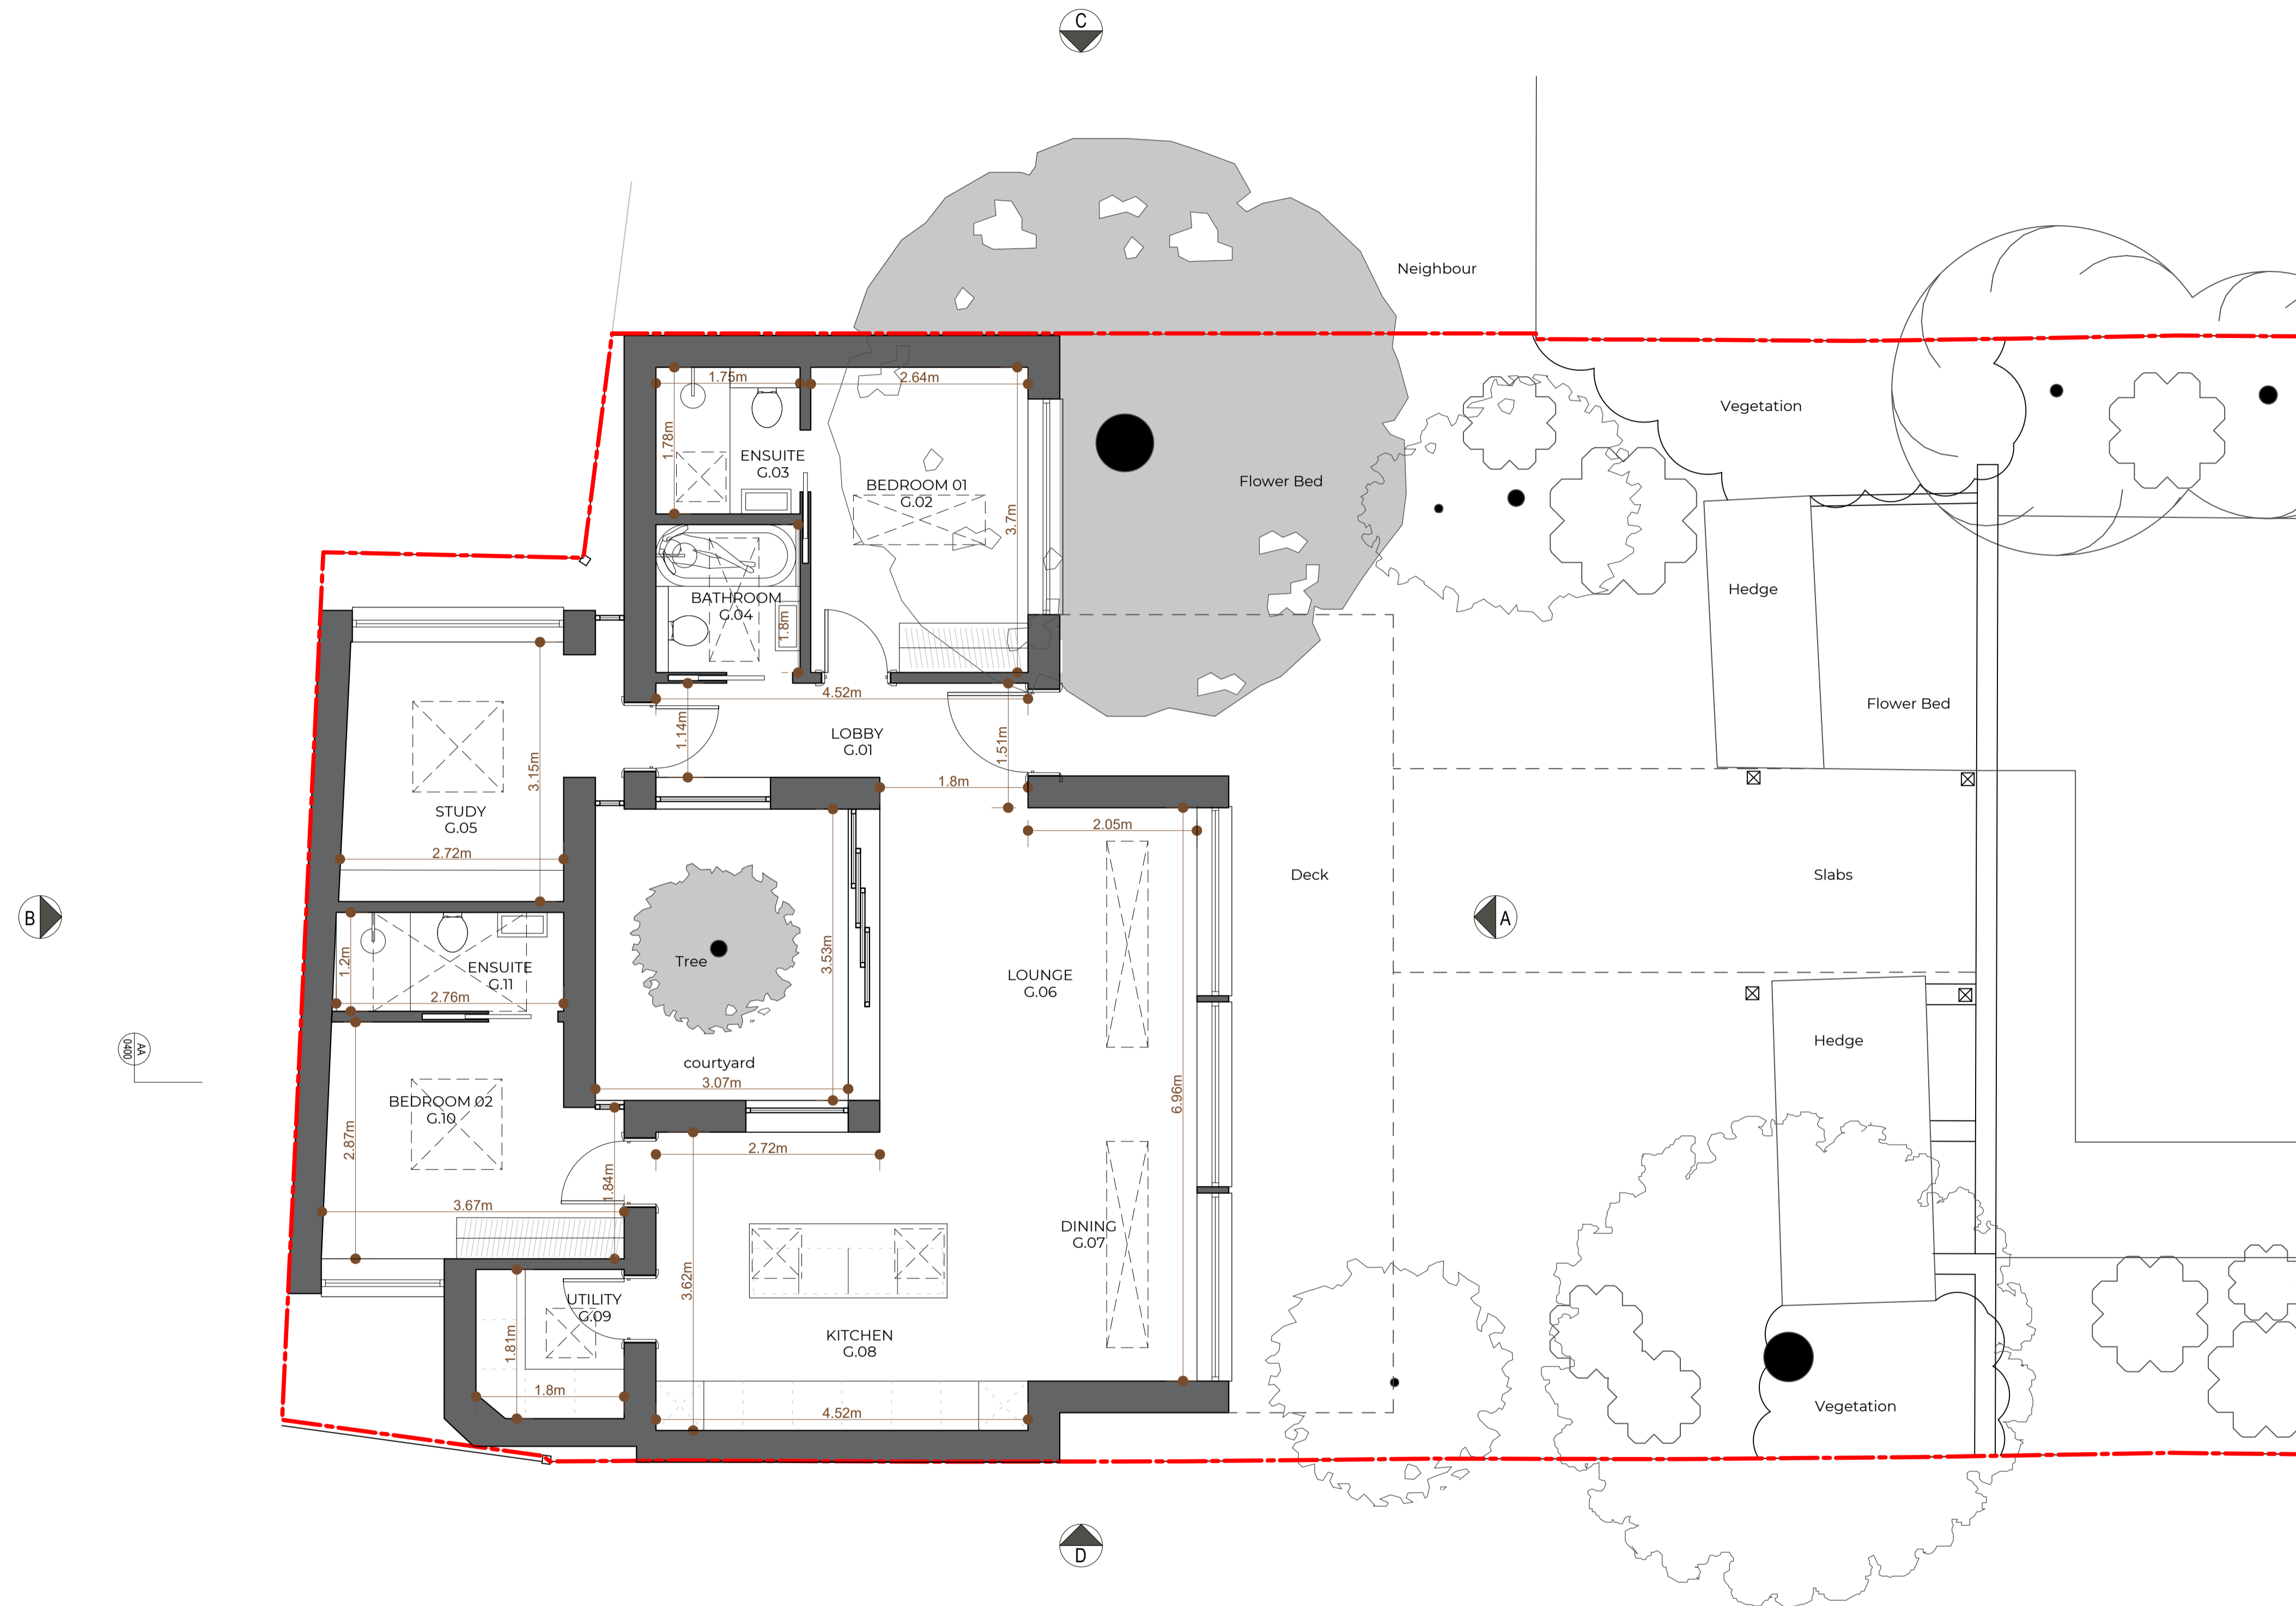 C
Neighbour
1.75m
2.64m
1.78m
ENSUITE
G.03
BEDROOM 01
G.02
3.7m
Flower Bed
Vegetation
BATHROOM
G.04
1.8m
Hedge
4.52m
1.14m
LOBBY
G.01
1.51m
1.8m
Flower Bed
3.15m
STUDY
G.05
2.72m
2.05m
Deck
Slabs
B
A
1.2m
ENSUITE
G.11
2.76m
Tree
3.53m
LOUNGE
G.06
courtyard
3.07m
AA
0400
Hedge
BEDROOM 02
G.10
2.87m
3.67m
1.84m
2.72m
6.96m
DINING
G.07
3.62m
UTILITY
G.09
1.81m
1.8m
KITCHEN
G.08
4.52m
Vegetation
D